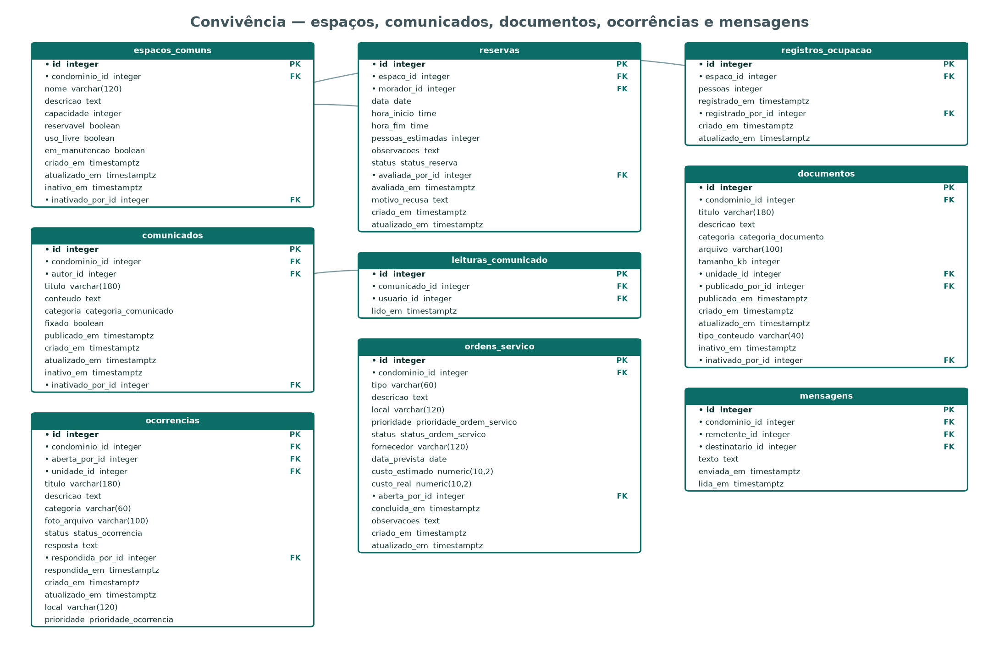 Convivência — espaços, comunicados, documentos, ocorrências e mensagens
espacos_comuns
• id integer PK
• condominio_id integer FK
nome varchar(120)
descricao text
capacidade integer
reservavel boolean
uso_livre boolean
em_manutencao boolean
criado_em timestamptz
atualizado_em timestamptz
inativo_em timestamptz
• inativado_por_id integer FK
reservas
• id integer PK
• espaco_id integer FK
• morador_id integer FK
data date
hora_inicio time
hora_fim time
pessoas_estimadas integer
observacoes text
status status_reserva
• avaliada_por_id integer FK
avaliada_em timestamptz
motivo_recusa text
criado_em timestamptz
atualizado_em timestamptz
registros_ocupacao
• id integer PK
• espaco_id integer FK
pessoas integer
registrado_em timestamptz
• registrado_por_id integer FK
criado_em timestamptz
atualizado_em timestamptz
comunicados
• id integer PK
• condominio_id integer FK
• autor_id integer FK
titulo varchar(180)
conteudo text
categoria categoria_comunicado
fixado boolean
publicado_em timestamptz
criado_em timestamptz
atualizado_em timestamptz
inativo_em timestamptz
• inativado_por_id integer FK
leituras_comunicado
• id integer PK
• comunicado_id integer FK
• usuario_id integer FK
lido_em timestamptz
documentos
• id integer PK
• condominio_id integer FK
titulo varchar(180)
descricao text
categoria categoria_documento
arquivo varchar(100)
tamanho_kb integer
• unidade_id integer FK
• publicado_por_id integer FK
publicado_em timestamptz
criado_em timestamptz
atualizado_em timestamptz
tipo_conteudo varchar(40)
inativo_em timestamptz
• inativado_por_id integer FK
ocorrencias
• id integer PK
• condominio_id integer FK
• aberta_por_id integer FK
• unidade_id integer FK
titulo varchar(180)
descricao text
categoria varchar(60)
foto_arquivo varchar(100)
status status_ocorrencia
resposta text
• respondida_por_id integer FK
respondida_em timestamptz
criado_em timestamptz
atualizado_em timestamptz
local varchar(120)
prioridade prioridade_ocorrencia
ordens_servico
• id integer PK
• condominio_id integer FK
tipo varchar(60)
descricao text
local varchar(120)
prioridade prioridade_ordem_servico
status status_ordem_servico
fornecedor varchar(120)
data_prevista date
custo_estimado numeric(10,2)
custo_real numeric(10,2)
• aberta_por_id integer FK
concluida_em timestamptz
observacoes text
criado_em timestamptz
atualizado_em timestamptz
mensagens
• id integer PK
• condominio_id integer FK
• remetente_id integer FK
• destinatario_id integer FK
texto text
enviada_em timestamptz
lida_em timestamptz